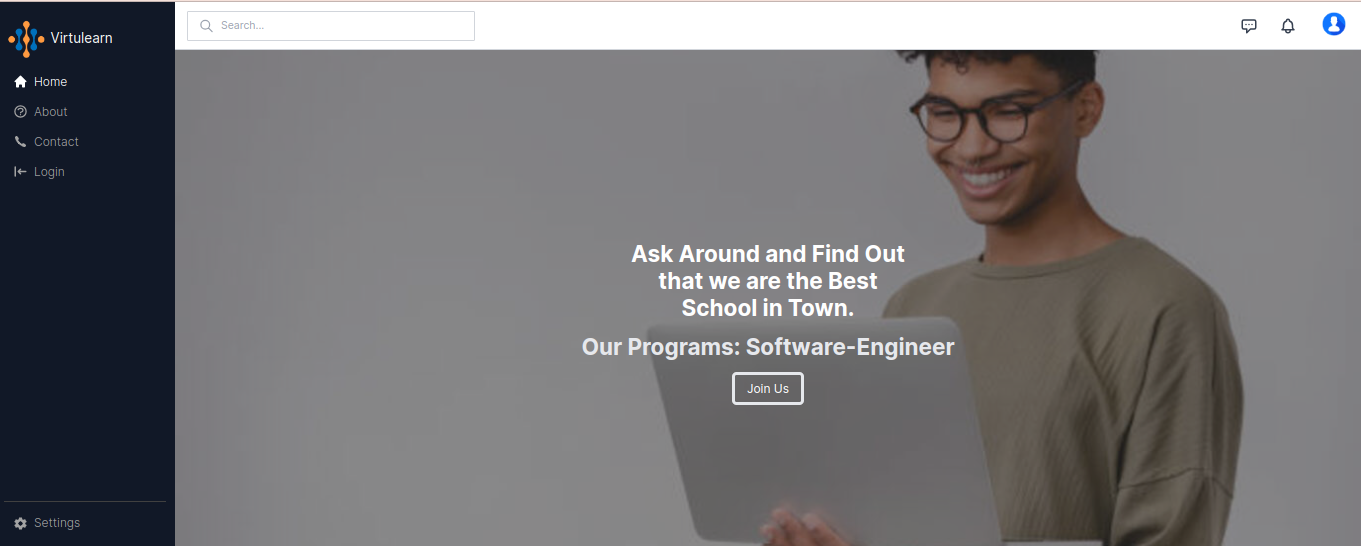 Virtulearn
Search...
Home
About
Contact
Login
Ask Around and Find Out
that we are the Best
School in Town.
Our Programs: Software-Engineer
Join Us
Settings